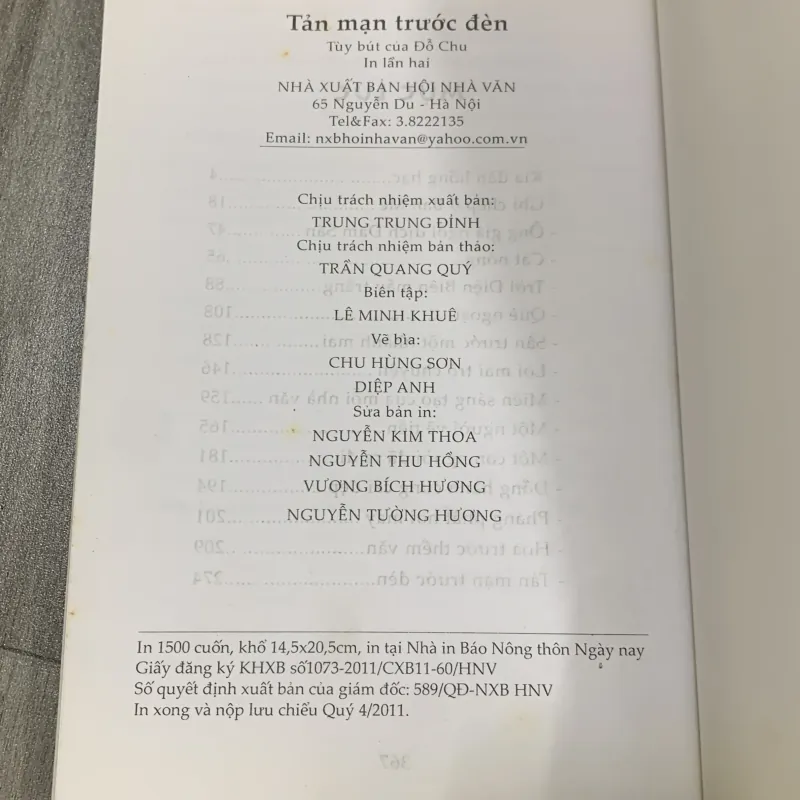 Tản mạn trước đèn
Tùy bút của Đỗ Chu
In lần hai
NHÀ XUẤT BẢN HỘI NHÀ VĂN
65 Nguyễn Du - Hà Nội
Tel&Fax: 3.8222135
Email: nxbhoinhavan@yahoo.com.vn
Chịu trách nhiệm xuất bản:
TRUNG TRUNG ĐỈNH
Chịu trách nhiệm bản thảo:
TRẦN QUANG QUÝ
Biên tập:
LÊ MINH KHUÊ
Vẽ bìa:
CHU HÙNG SƠN
DIỆP ANH
Sửa bản in:
NGUYỄN KIM THOA
NGUYỄN THU HỒNG
VƯƠNG BÍCH HƯƠNG
NGUYỄN TƯỜNG HƯƠNG
In 1500 cuốn, khổ 14,5x20,5cm, in tại Nhà in Báo Nông thôn Ngày nay
Giấy đăng ký KHXB số1073-2011/CXB11-60/HNV
Số quyết định xuất bản của giám đốc: 589/QĐ-NXB HNV
In xong và nộp lưu chiểu Quý 4/2011.